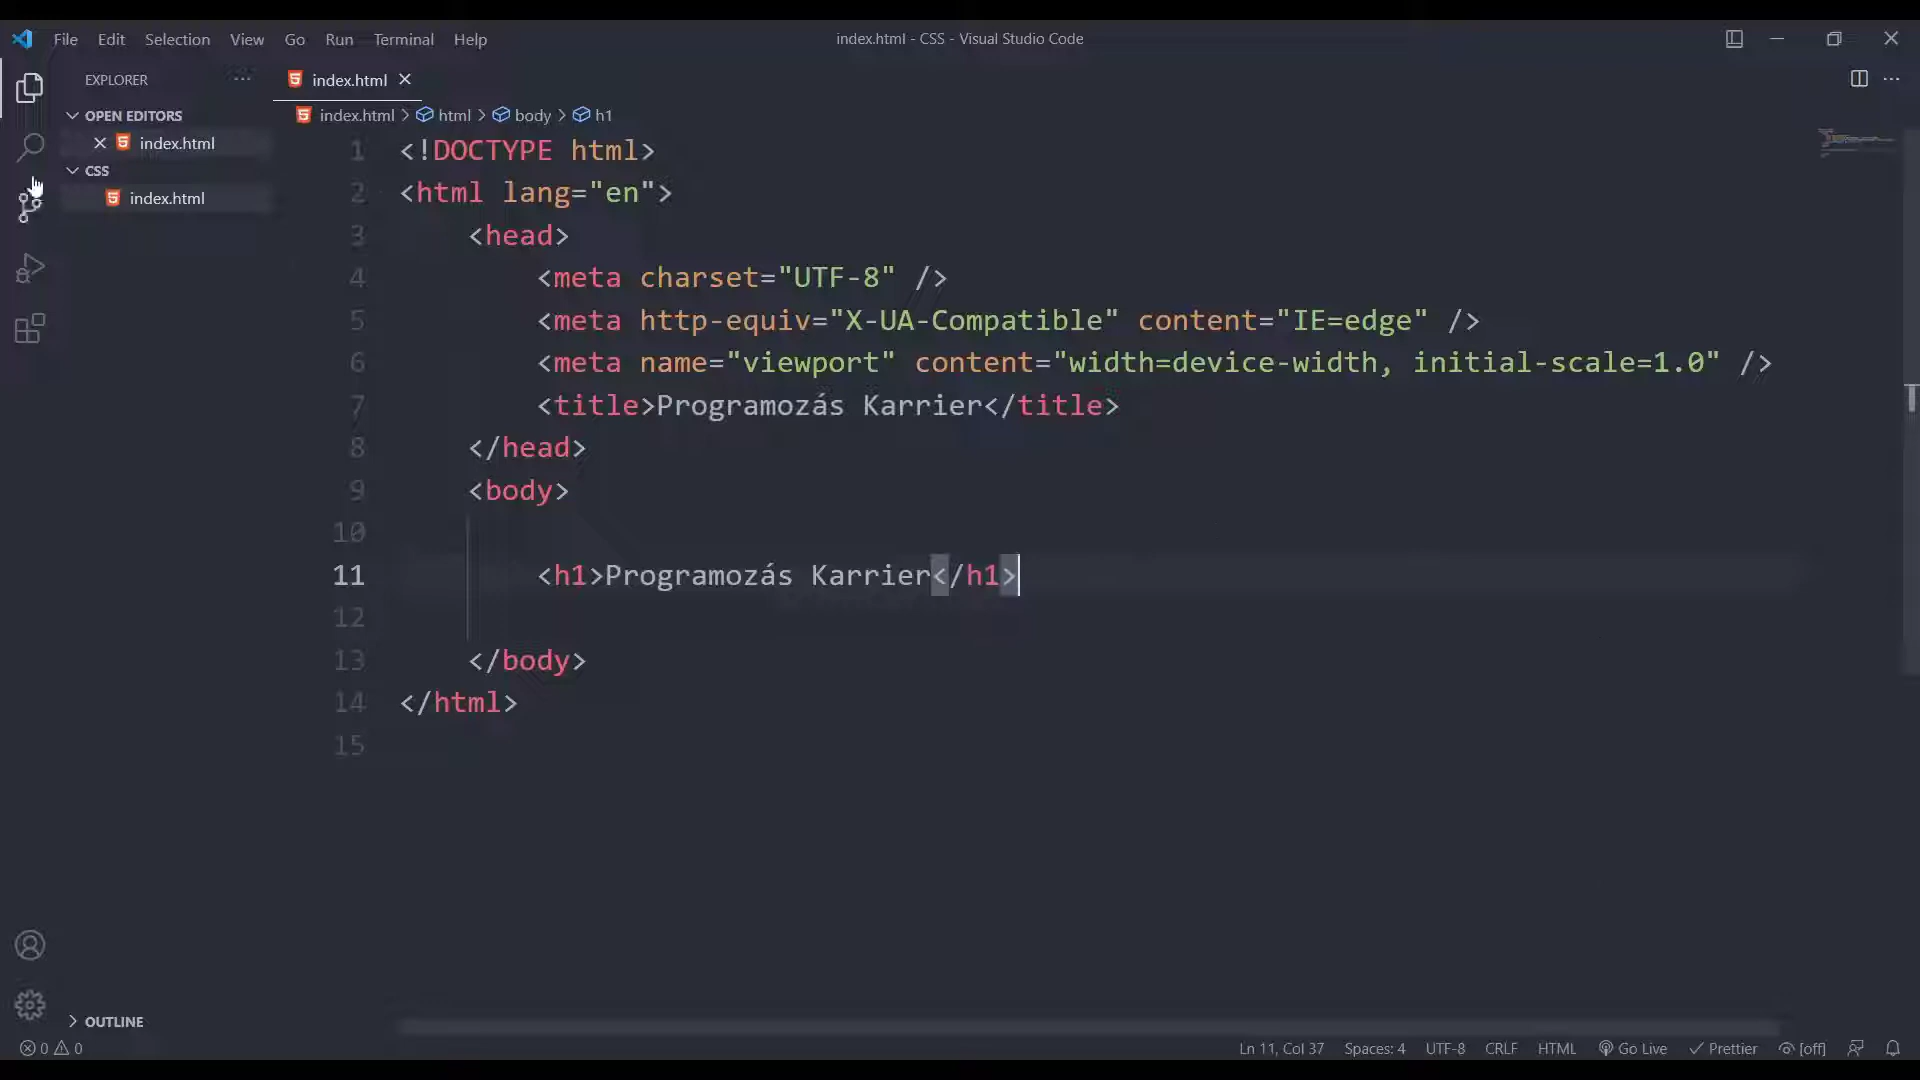 File Edit Selection View Go Run Terminal Help
index.html - CSS - Visual Studio Code
EXPLORER
OPEN EDITORS
index.html
CSS
index.html
OUTLINE
index.html
index.html > html > body > h1
1 <!DOCTYPE html>
2 <html lang="en">
3 <head>
4 <meta charset="UTF-8" />
5 <meta http-equiv="X-UA-Compatible" content="IE=edge" />
6 <meta name="viewport" content="width=device-width, initial-scale=1.0" />
7 <title>Programozás Karrier</title>
8 </head>
9 <body>
10
11 <h1>Programozás Karrier</h1>
12
13 </body>
14 </html>
15
0 0
Ln 11, Col 37 Spaces: 4 UTF-8 CRLF HTML Go Live Prettier [off]